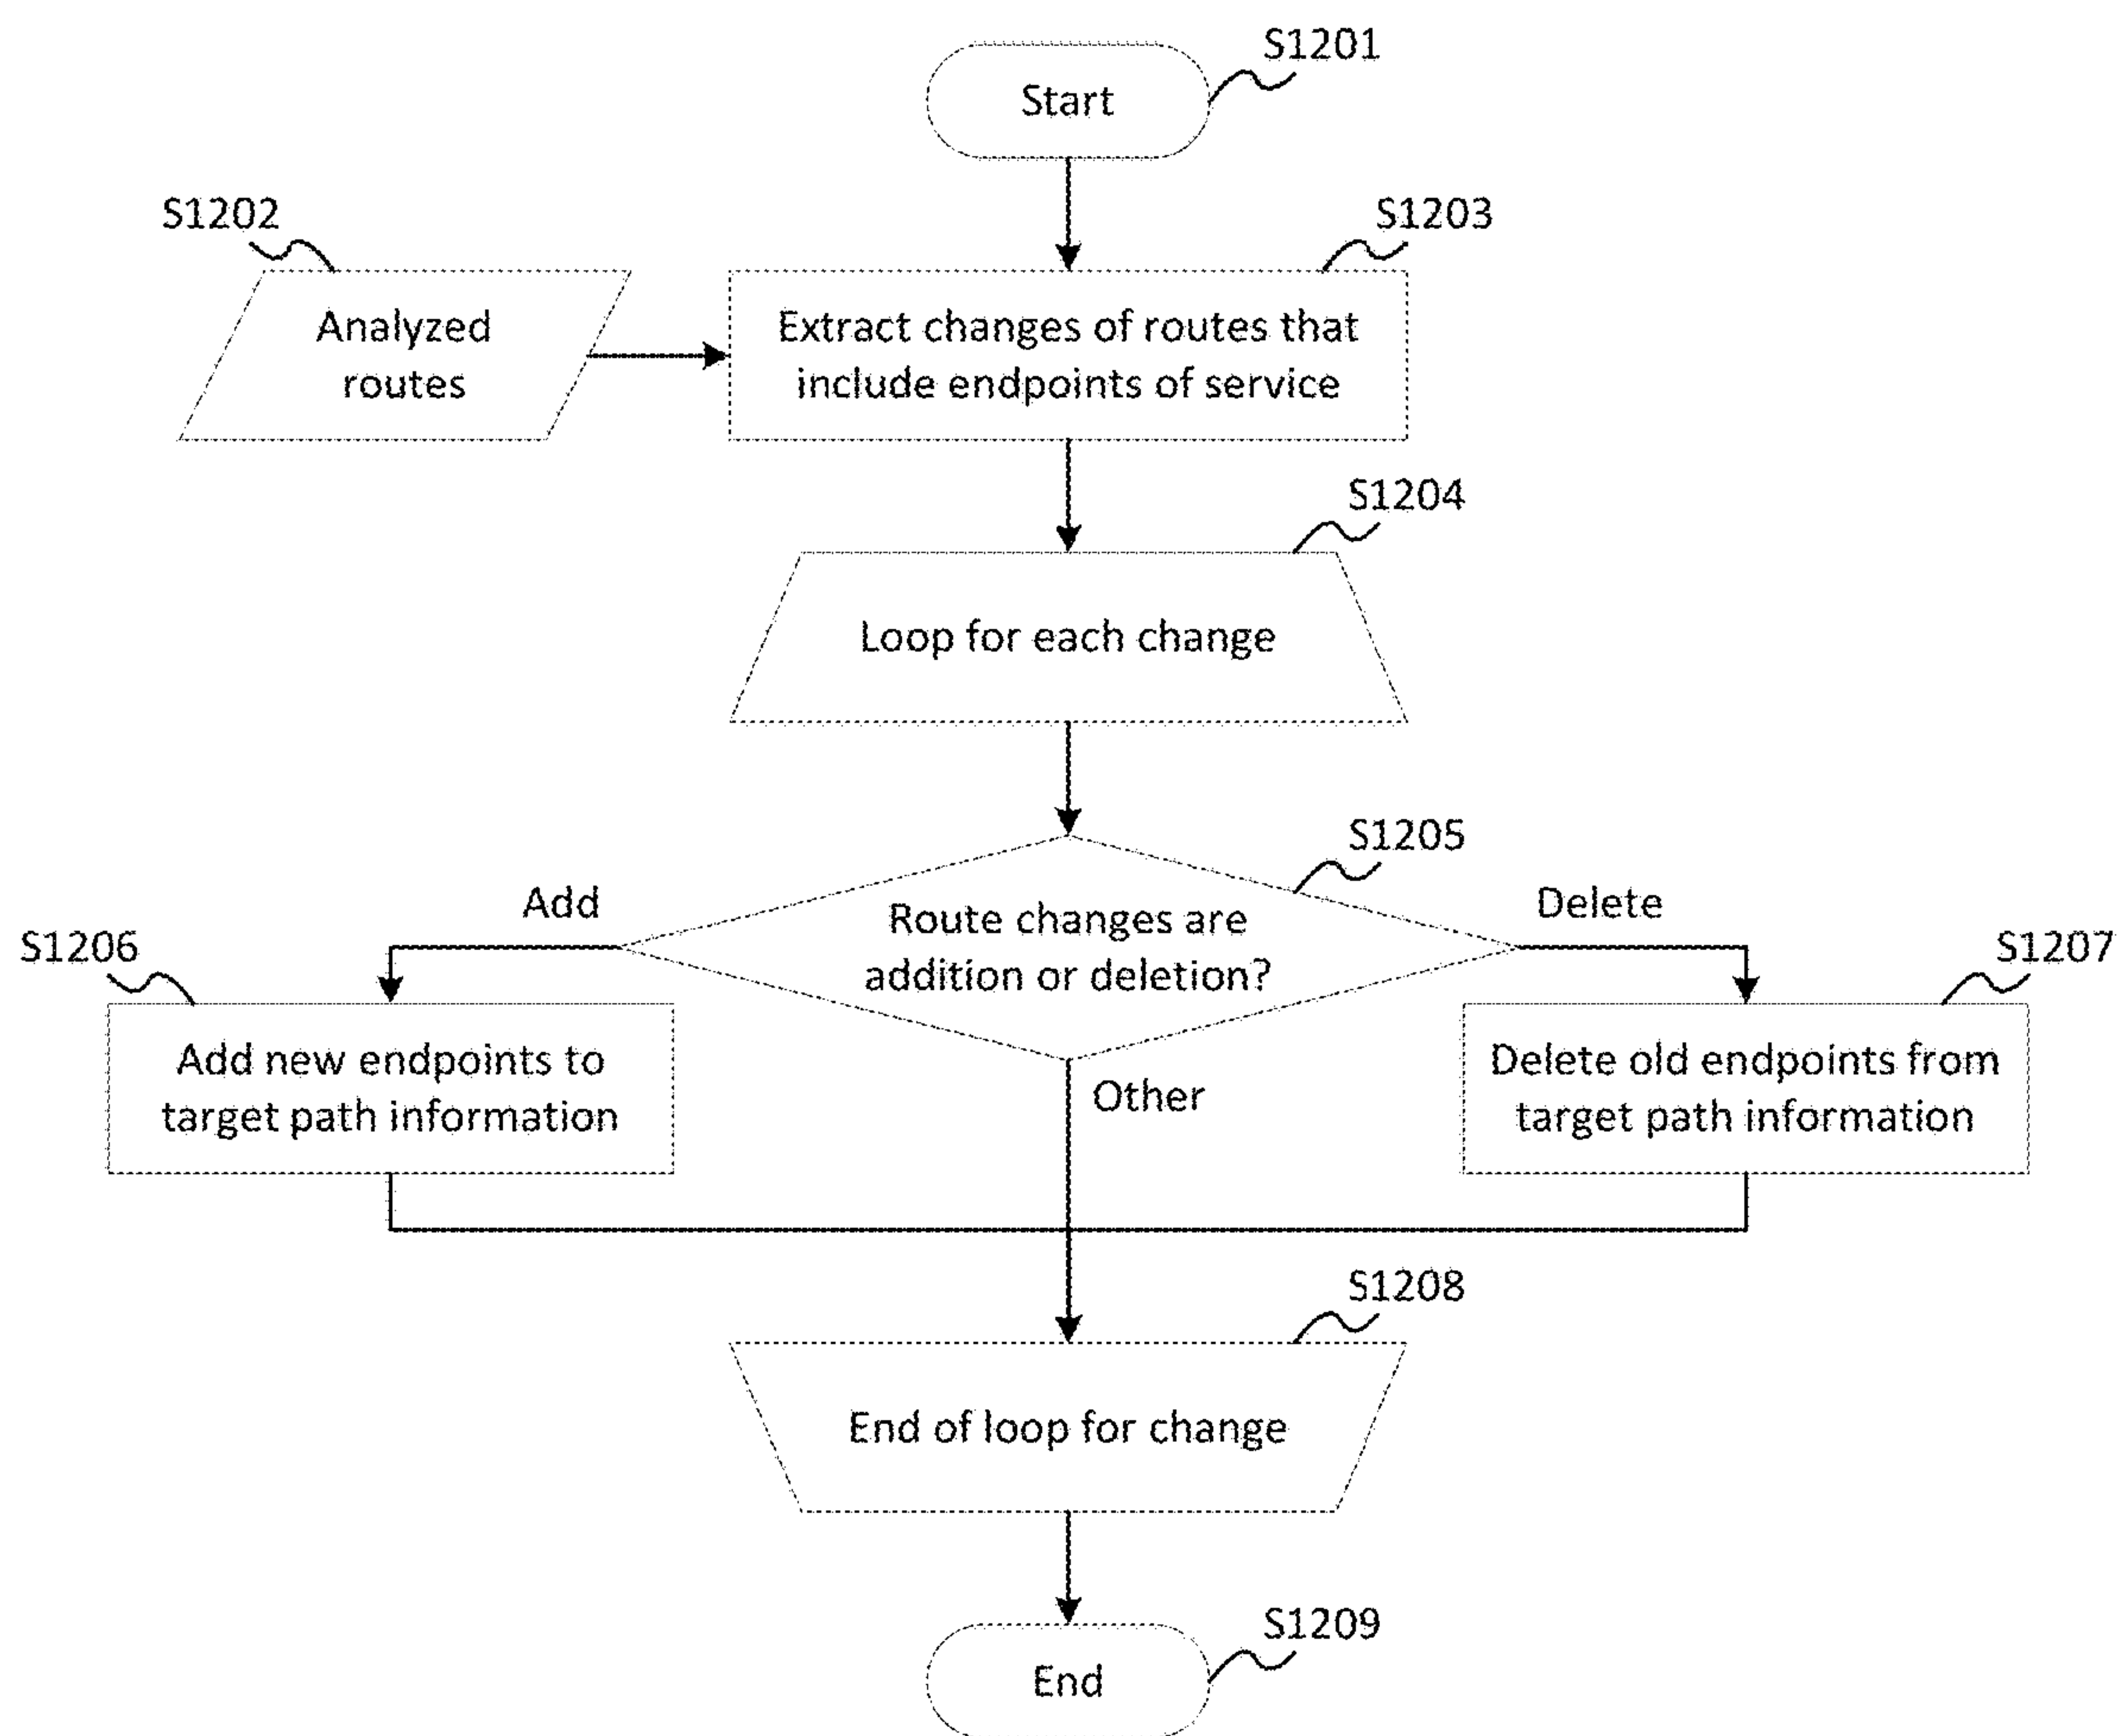 S1201
Start
S1202
S1203
Analyzed
routes
Extract changes of routes that
include endpoints of service
S1204
Loop for each change
S1205
Route changes are
addition or deletion?
Add
Delete
Other
S1206
Add new endpoints to
target path information
S1207
Delete old endpoints from
target path information
S1208
End of loop for change
S1209
End